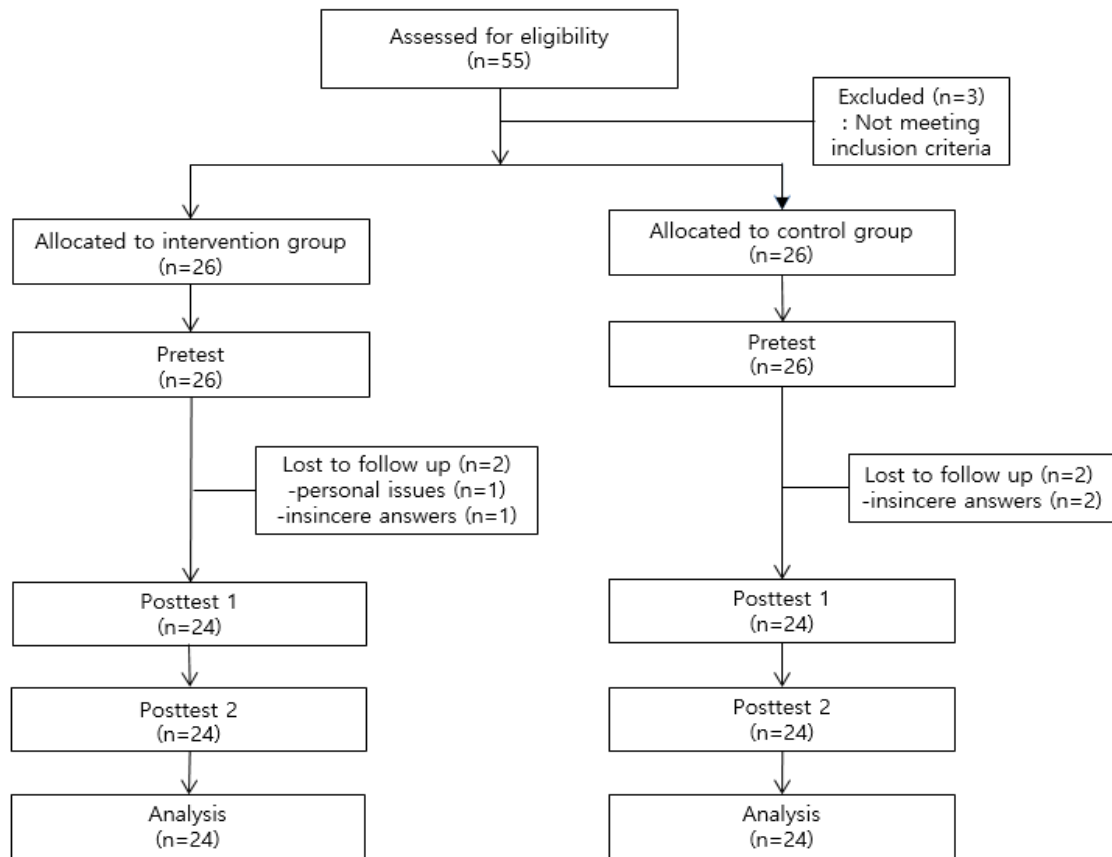 Assessed for eligibility
(n=55)
Excluded (n=3)
: Not meeting
inclusion criteria
Allocated to intervention group
(n=26)
Allocated to control group
(n=26)
Pretest
(n=26)
Pretest
(n=26)
Lost to follow up (n=2)
-personal issues (n=1)
-insincere answers (n=1)
Lost to follow up (n=2)
-insincere answers (n=2)
Posttest 1
(n=24)
Posttest 1
(n=24)
Posttest 2
(n=24)
Posttest 2
(n=24)
Analysis
(n=24)
Analysis
(n=24)